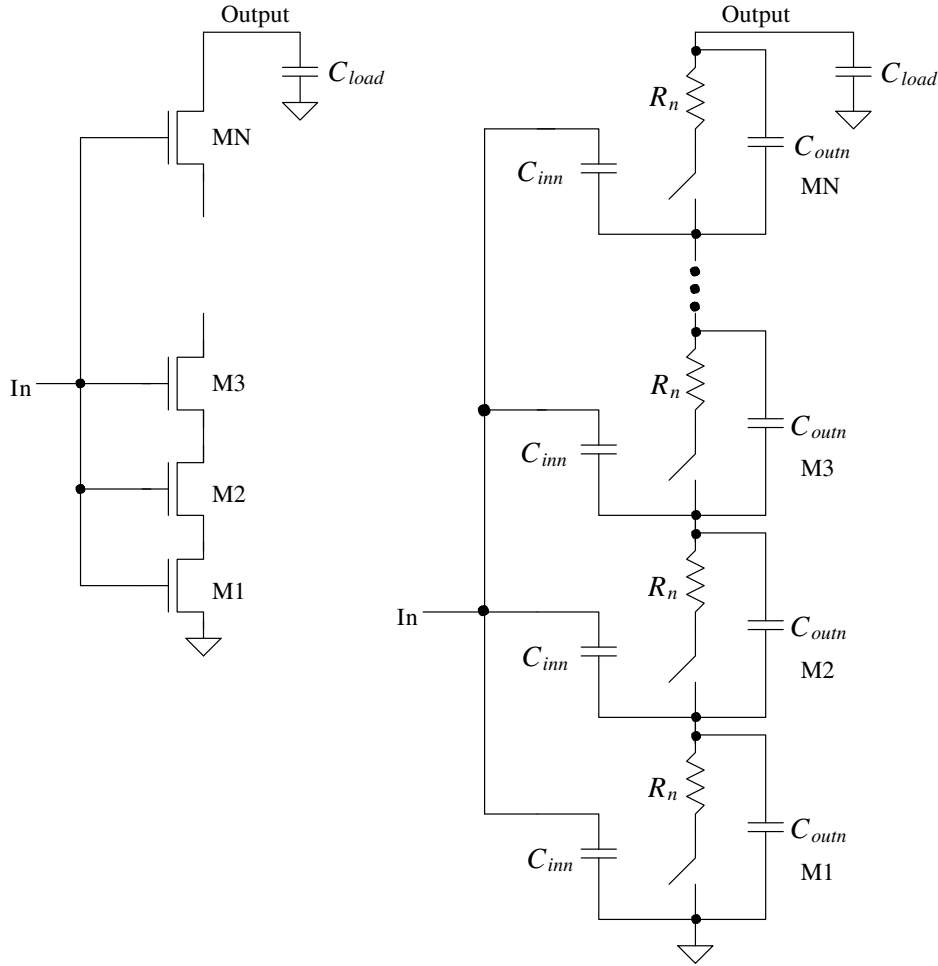 Output
C_load
MN
In
M3
M2
M1
Output
C_load
R_n
C_outn
MN
C_inn
R_n
C_outn
M3
C_inn
R_n
C_outn
M2
In
C_inn
R_n
C_outn
M1
C_inn